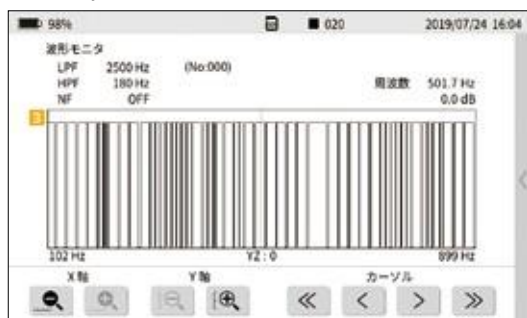 98% 020 2019/07/24 16:04
波形モニタ
LPF 2500 Hz (No:000)
HPF 180 Hz 周波数 501.7 Hz
NF OFF 0.0 dB
102 Hz YZ : 0 899 Hz
X軸 Y軸 カーソル